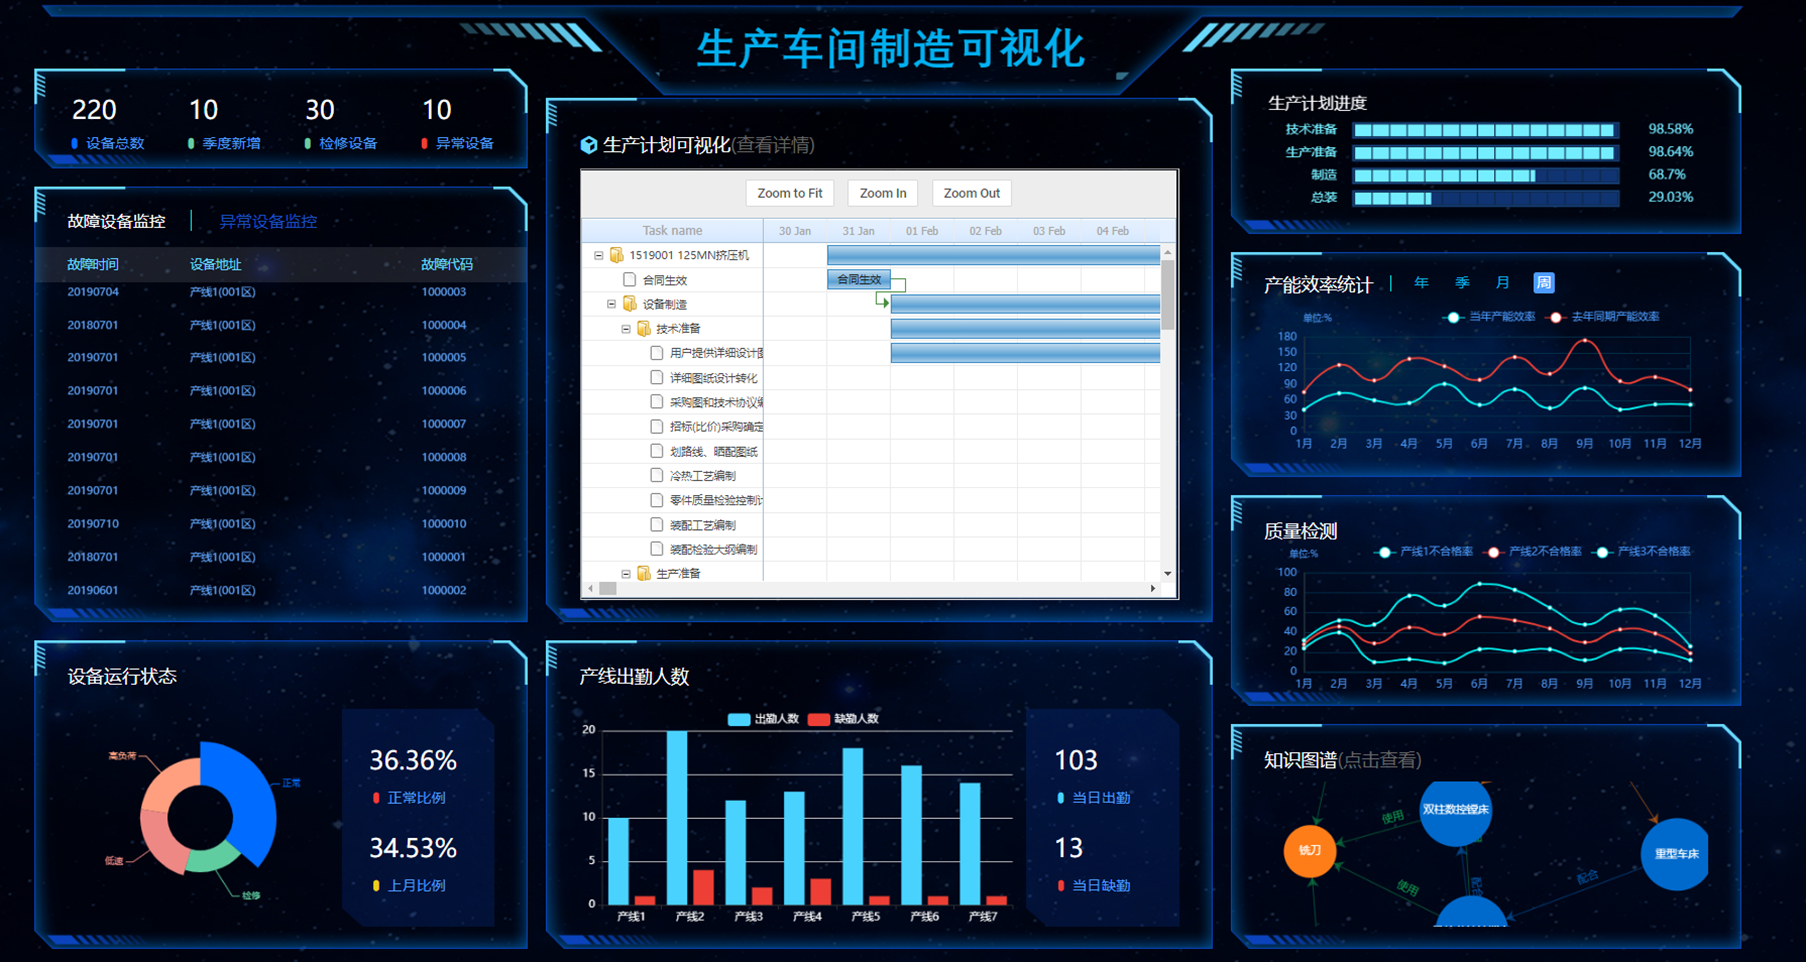 生产车间制造可视化
220 10 30 10
设备总数 季度新增 检修设备 异常设备
故障设备监控 异常设备监控
故障时间 设备地址 故障代码
20190704 产线1(001区) 1000003
20180701 产线1(001区) 1000004
20190701 产线1(001区) 1000005
20190701 产线1(001区) 1000006
20190701 产线1(001区) 1000007
20190701 产线1(001区) 1000008
20190701 产线1(001区) 1000009
20190710 产线1(001区) 1000010
20180701 产线1(001区) 1000001
20190601 产线1(001区) 1000002
设备运行状态
高负荷
正常
低速
检修
36.36%
正常比例
34.53%
上月比例
生产计划可视化(查看详情)
Zoom to Fit Zoom In Zoom Out
Task name 30 Jan 31 Jan 01 Feb 02 Feb 03 Feb 04 Feb
1519001 125MN挤压机
合同生效 合同生效
设备制造
技术准备
用户提供详细设计
详细图纸设计转化
采购图和技术协议
招标(比价)采购确定
划路线、晒配图纸
冷热工艺编制
零件质量检验控制
装配工艺编制
装配检验大纲编制
生产准备
产线出勤人数
出勤人数 缺勤人数
20
15
10
5
0
产线1 产线2 产线3 产线4 产线5 产线6 产线7
103
当日出勤
13
当日缺勤
生产计划进度
技术准备 98.58%
生产准备 98.64%
制造 68.7%
总装 29.03%
产能效率统计 年 季 月 周
单位:% 当年产能效率 去年同期产能效率
180
150
120
90
60
30
0
1月 2月 3月 4月 5月 6月 7月 8月 9月 10月 11月 12月
质量检测
单位:% 产线1不合格率 产线2不合格率 产线3不合格率
100
80
60
40
20
0
1月 2月 3月 4月 5月 6月 7月 8月 9月 10月 11月 12月
知识图谱(点击查看)
双柱数控镗床
使用
铣刀
重型车床
配合
使用
配合